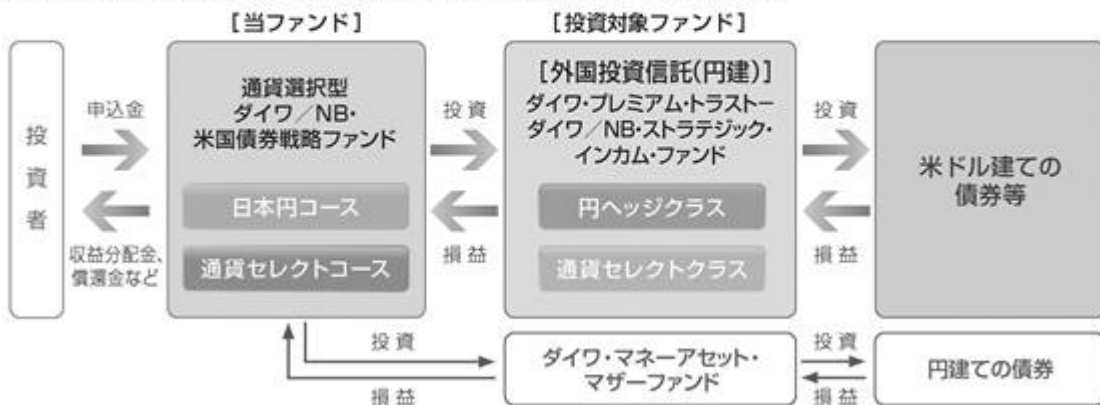 [当ファンド]
[投資対象ファンド]
投資者
申込金
収益分配金、
償還金など
通貨選択型
ダイワ/NB・
米国債券戦略ファンド
日本円コース
通貨セレクトコース
投資
損益
[外国投資信託(円建)]
ダイワ・プレミアム・トラストー
ダイワ/NB・ストラテジック・
インカム・ファンド
円ヘッジクラス
通貨セレクトクラス
投資
損益
米ドル建ての
債券等
投資
損益
ダイワ・マネーアセット・
マザーファンド
投資
損益
円建ての債券